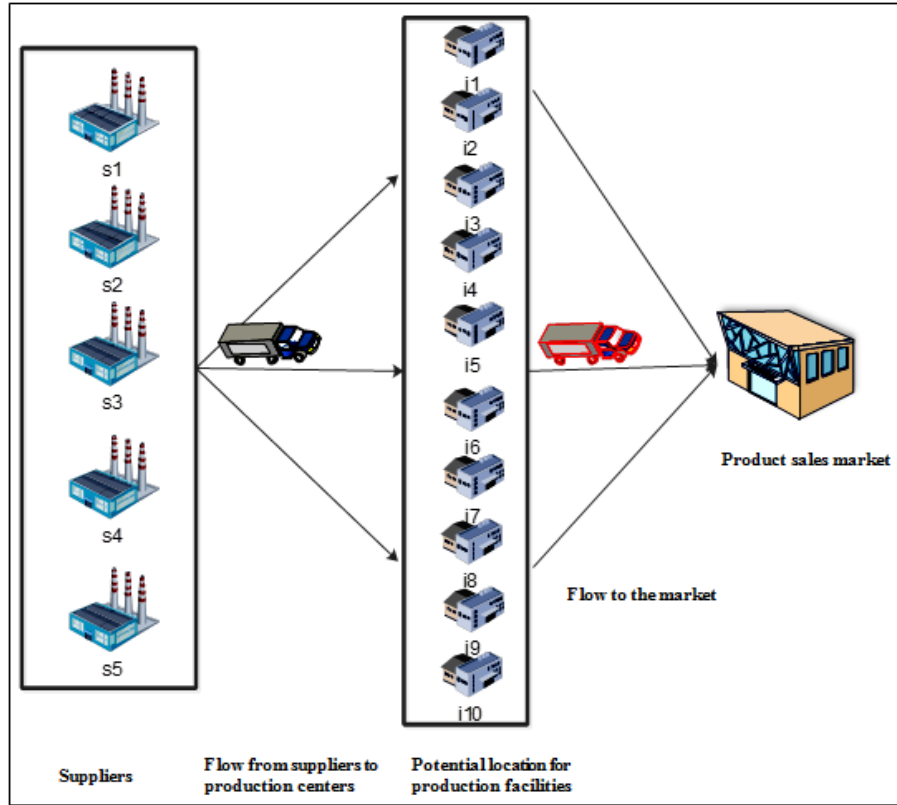 s1
s2
s3
s4
s5
i1
i2
i3
i4
i5
i6
i7
i8
i9
i10
Product sales market
Flow to the market
Suppliers
Flow from suppliers to
production centers
Potential location for
production facilities